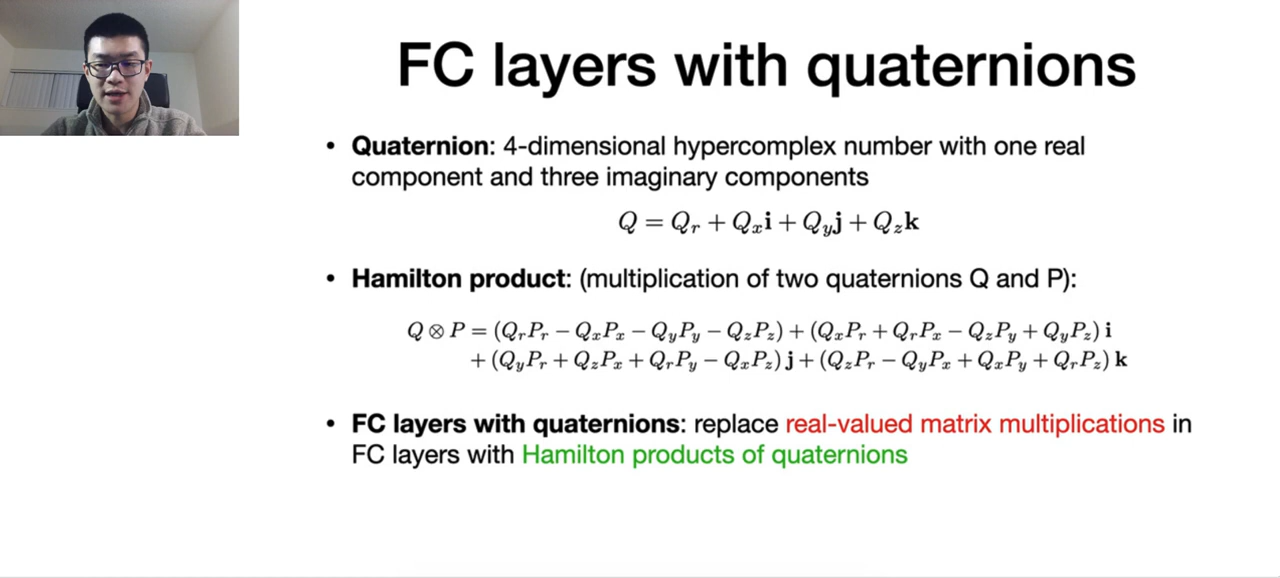 FC layers with quaternions
• Quaternion: 4-dimensional hypercomplex number with one real
component and three imaginary components
Q = Q_r + Q_x i + Q_y j + Q_z k
• Hamilton product: (multiplication of two quaternions Q and P):
Q ⊗ P = (Q_r P_r − Q_x P_x − Q_y P_y − Q_z P_z) + (Q_x P_r + Q_r P_x − Q_z P_y + Q_y P_z) i
+ (Q_y P_r + Q_z P_x + Q_r P_y − Q_x P_z) j + (Q_z P_r − Q_y P_x + Q_x P_y + Q_r P_z) k
• FC layers with quaternions: replace real-valued matrix multiplications in
FC layers with Hamilton products of quaternions